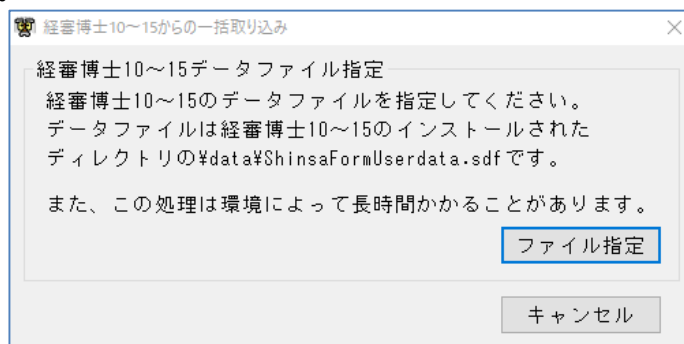 経審博士10～15からの一括取り込み
経審博士10～15データファイル指定
経審博士10～15のデータファイルを指定してください。
データファイルは経審博士10～15のインストールされた
ディレクトリの¥data¥ShinsaFormUserdata.sdfです。
また、この処理は環境によって長時間かかることがあります。
ファイル指定
キャンセル